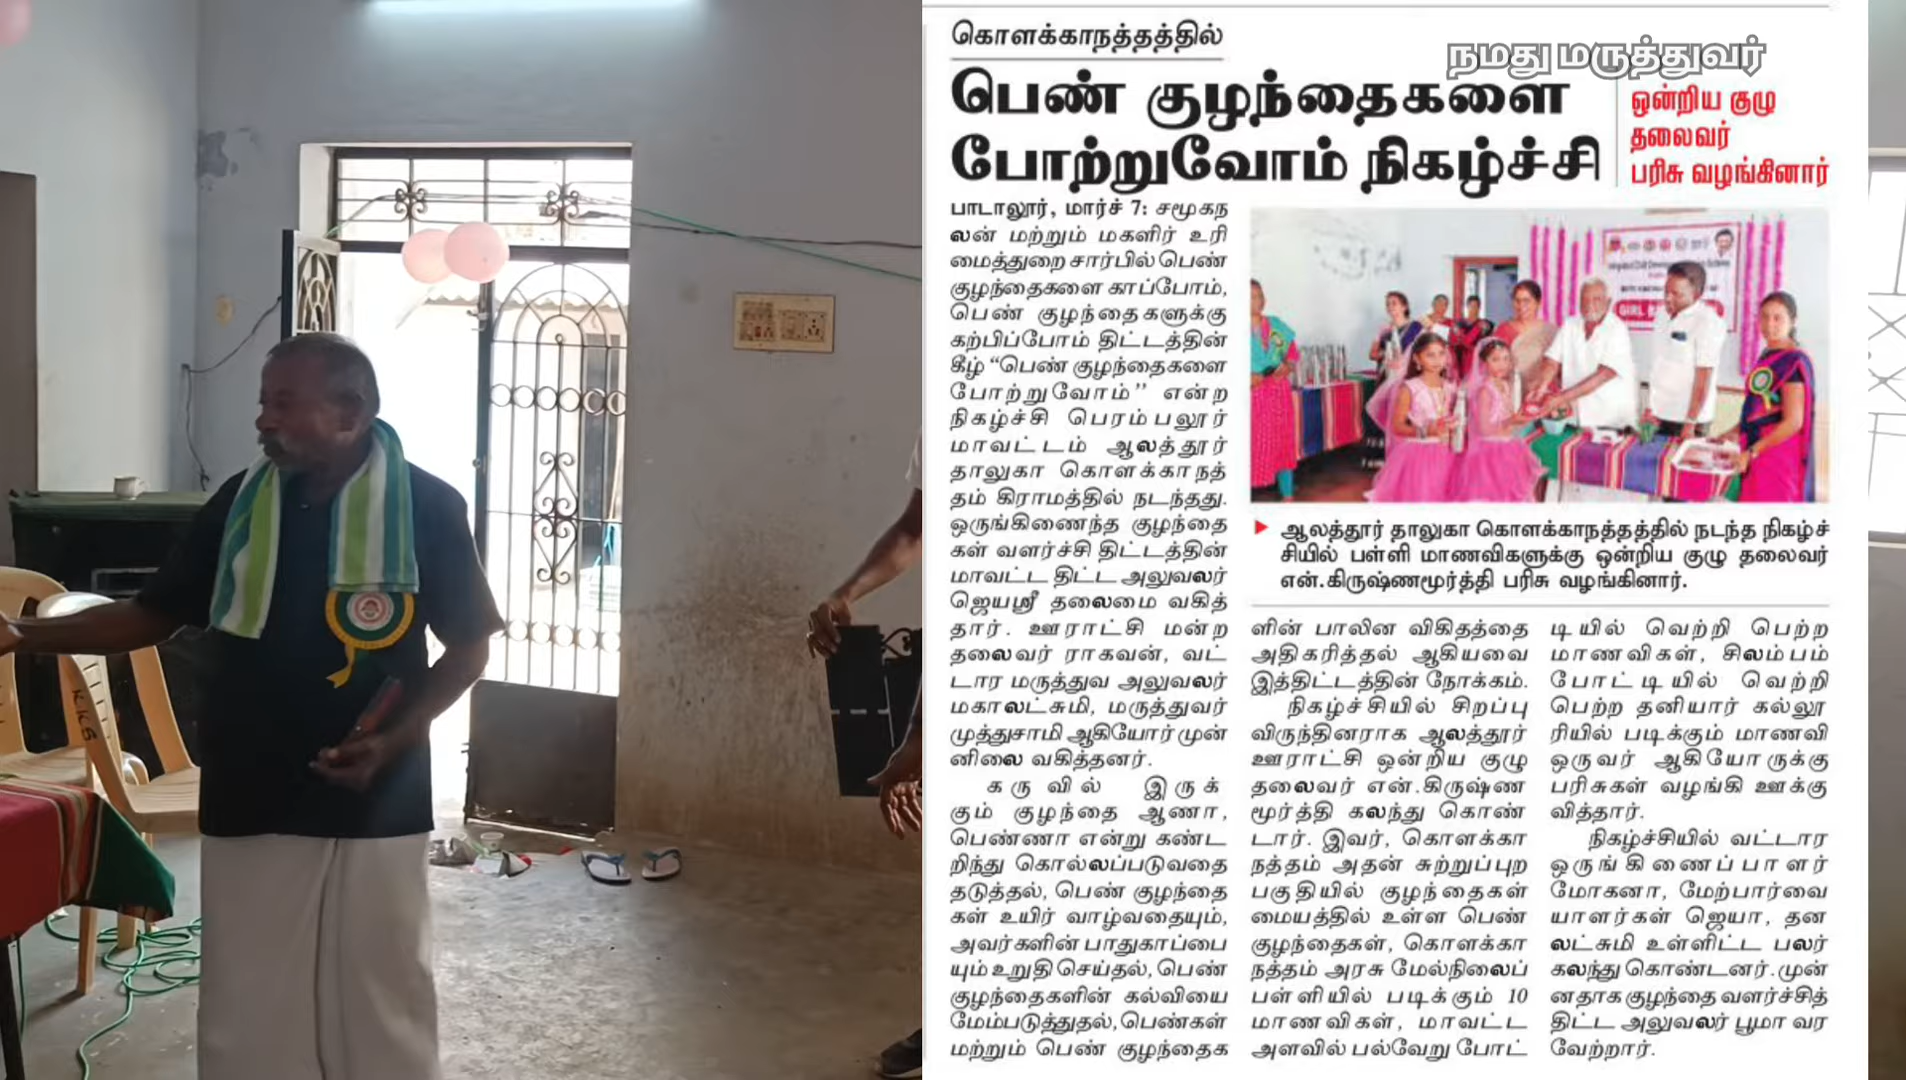 கொளக்காநத்தத்தில்
நமது மருத்துவர்
பெண் குழந்தைகளை
போற்றுவோம் நிகழ்ச்சி
ஒன்றிய குழு
தலைவர்
பரிசு வழங்கினார்
பாடாலூர், மார்ச் 7: சமூகந
லன் மற்றும் மகளிர் உரி
மைத்துறை சார்பில் பெண்
குழந்தைகளை காப்போம்,
பெண் குழந்தைகளுக்கு
கற்பிப்போம் திட்டத்தின்
கீழ் “பெண் குழந்தைகளை
போற்றுவோம்” என்ற
நிகழ்ச்சி பெரம்பலூர்
மாவட்டம் ஆலத்தூர்
தாலுகா கொளக்காநத்
தம் கிராமத்தில் நடந்தது.
ஒருங்கிணைந்த குழந்தை
கள் வளர்ச்சி திட்டத்தின்
மாவட்ட திட்ட அலுவலர்
ஜெயஸ்ரீ தலைமை வகித்
தார். ஊராட்சி மன்ற
தலைவர் ராகவன், வட்
டார மருத்துவ அலுவலர்
மகாலட்சுமி, மருத்துவர்
முத்துசாமி ஆகியோர் முன்
னிலை வகித்தனர்.
கருவில் இருக்
கும் குழந்தை ஆணா,
பெண்ணா என்று கண்ட
றிந்து கொல்லப்படுவதை
தடுத்தல், பெண் குழந்தை
கள் உயிர் வாழ்வதையும்,
அவர்களின் பாதுகாப்பை
யும் உறுதி செய்தல், பெண்
குழந்தைகளின் கல்வியை
மேம்படுத்துதல், பெண்கள்
மற்றும் பெண் குழந்தைக
GIRL
ஆலத்தூர் தாலுகா கொளக்காநத்தத்தில் நடந்த நிகழ்ச்
சியில் பள்ளி மாணவிகளுக்கு ஒன்றிய குழு தலைவர்
என்.கிருஷ்ணமூர்த்தி பரிசு வழங்கினார்.
ளின் பாலின விகிதத்தை
அதிகரித்தல் ஆகியவை
இத்திட்டத்தின் நோக்கம்.
நிகழ்ச்சியில் சிறப்பு
விருந்தினராக ஆலத்தூர்
ஊராட்சி ஒன்றிய குழு
தலைவர் என்.கிருஷ்ண
மூர்த்தி கலந்து கொண்
டார். இவர், கொளக்கா
நத்தம் அதன் சுற்றுப்புற
பகுதியில் குழந்தைகள்
மையத்தில் உள்ள பெண்
குழந்தைகள், கொளக்கா
நத்தம் அரசு மேல்நிலைப்
பள்ளியில் படிக்கும் 10
மாணவிகள், மாவட்ட
அளவில் பல்வேறு போட்
டியில் வெற்றி பெற்ற
மாணவிகள், சிலம்பம்
போட்டியில் வெற்றி
பெற்ற தனியார் கல்லூ
ரியில் படிக்கும் மாணவி
ஒருவர் ஆகியோருக்கு
பரிசுகள் வழங்கி ஊக்கு
வித்தார்.
நிகழ்ச்சியில் வட்டார
ஒருங்கிணைப்பாளர்
மோகனா, மேற்பார்வை
யாளர்கள் ஜெயா, தன
லட்சுமி உள்ளிட்ட பலர்
கலந்து கொண்டனர். முன்
னதாக குழந்தை வளர்ச்சித்
திட்ட அலுவலர் பூமா வர
வேற்றார்.